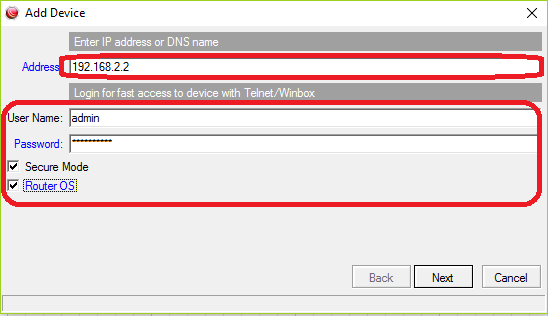 Add Device
Enter IP address or DNS name
Address 192.168.2.2
Login for fast access to device with Telnet/Winbox
User Name: admin
Password: **********
Secure Mode
Router OS
Back Next Cancel